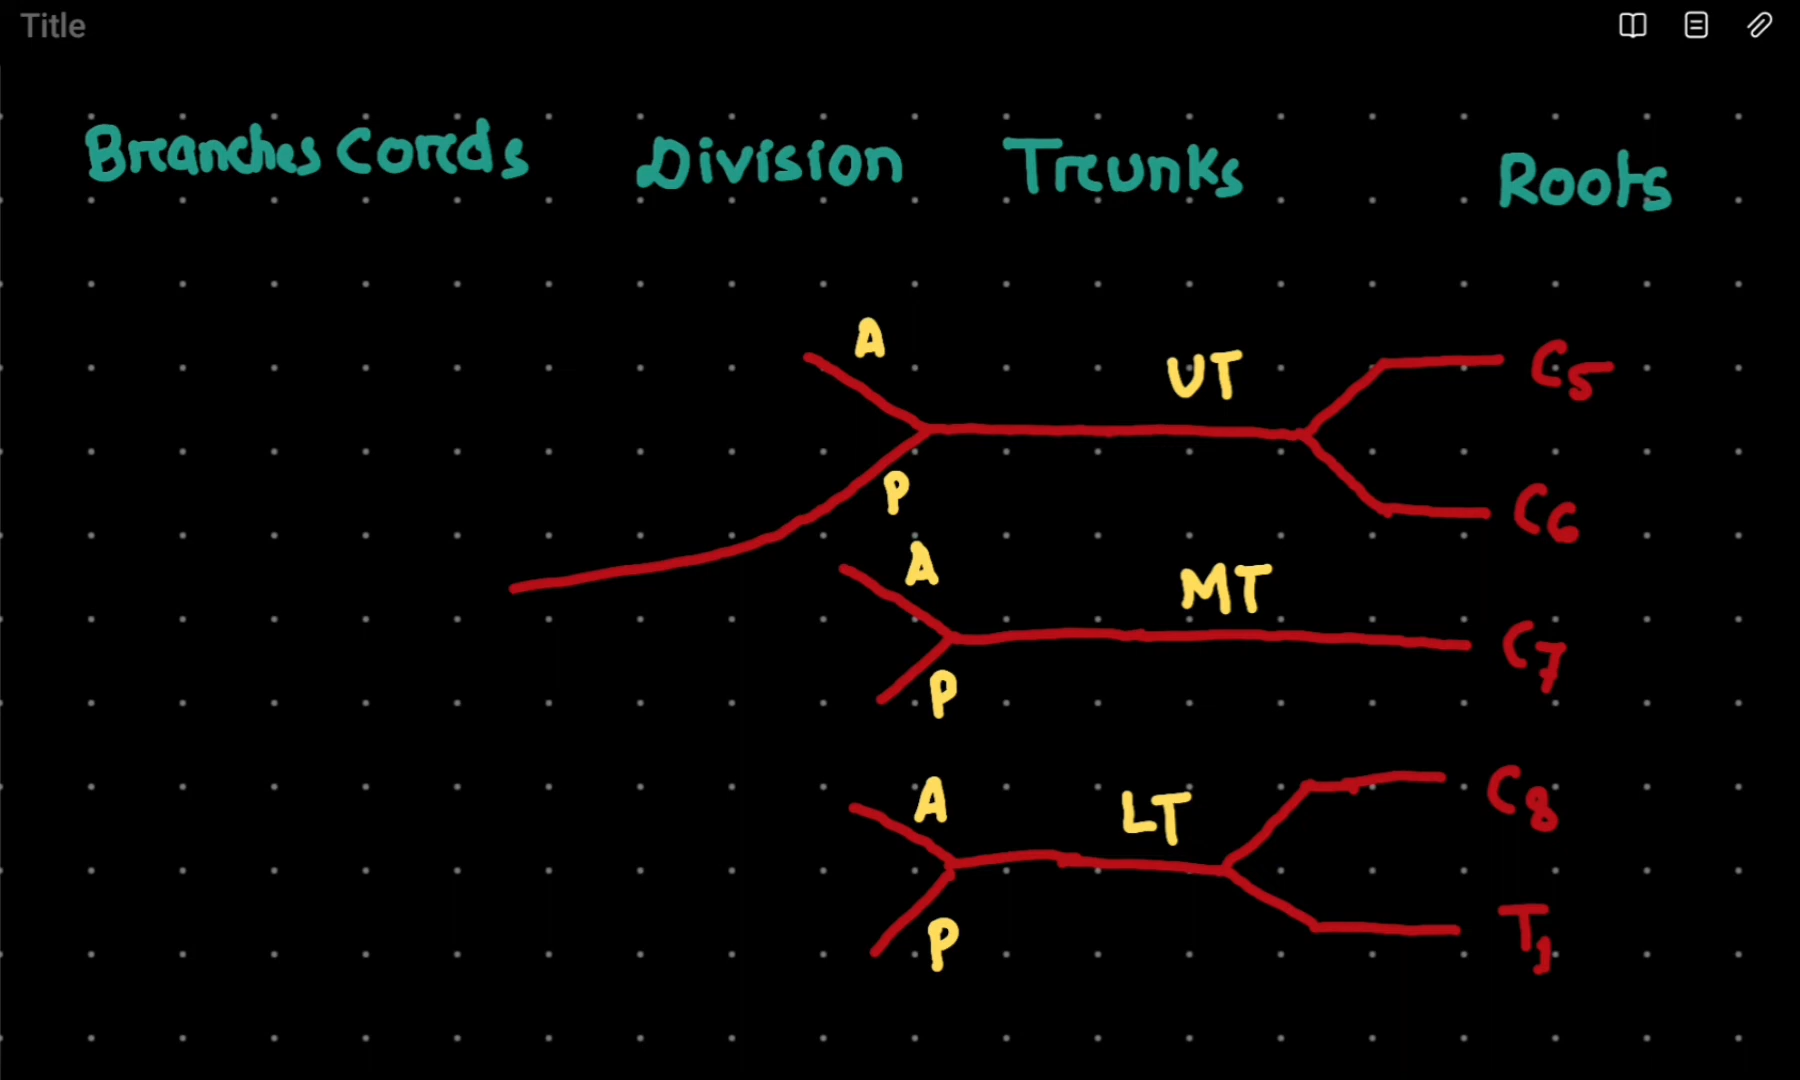 Title
Branches Cords Division Trunks Roots
A
UT
C5
P
C6
A
MT
C7
P
A
LT
C8
P
T1